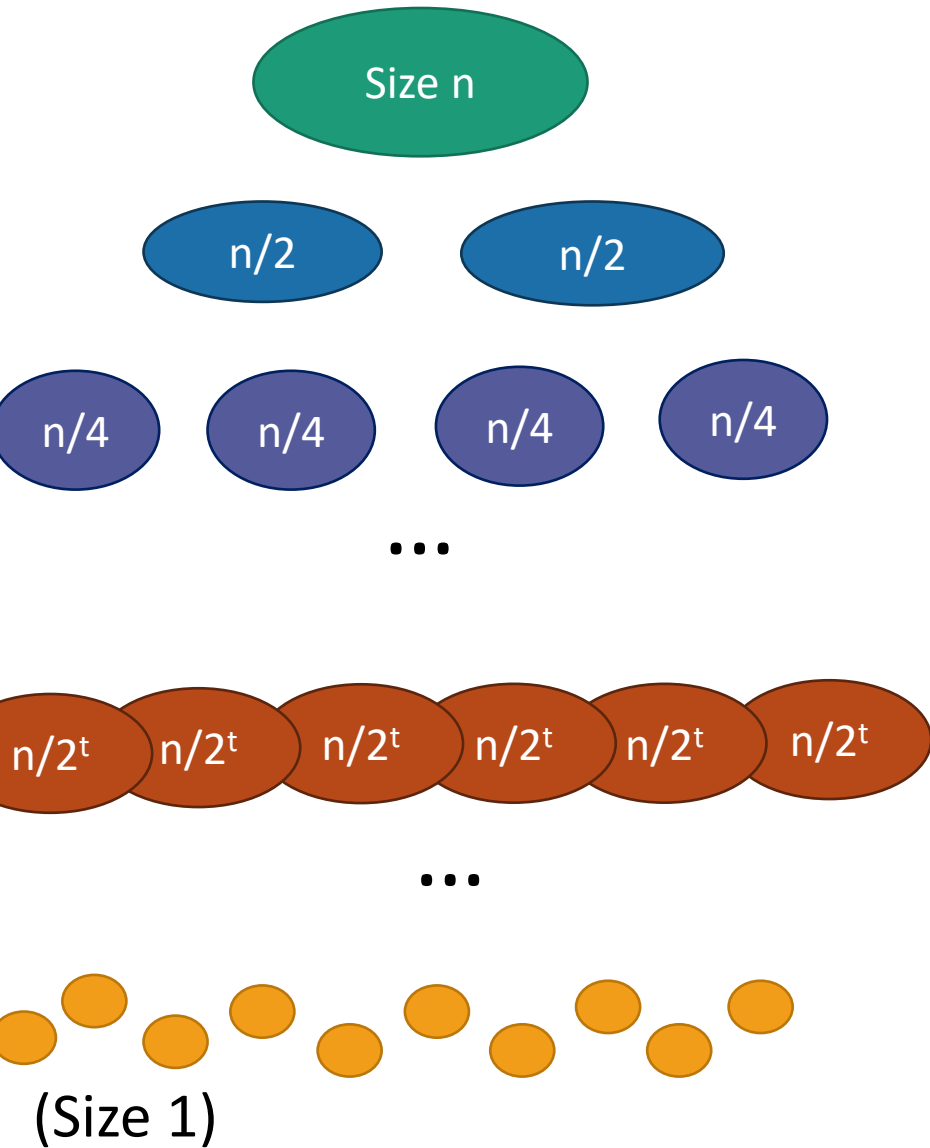 Size n
n/2 n/2
n/4 n/4 n/4 n/4
...
n/2ᵗ n/2ᵗ n/2ᵗ n/2ᵗ n/2ᵗ n/2ᵗ
...
(Size 1)